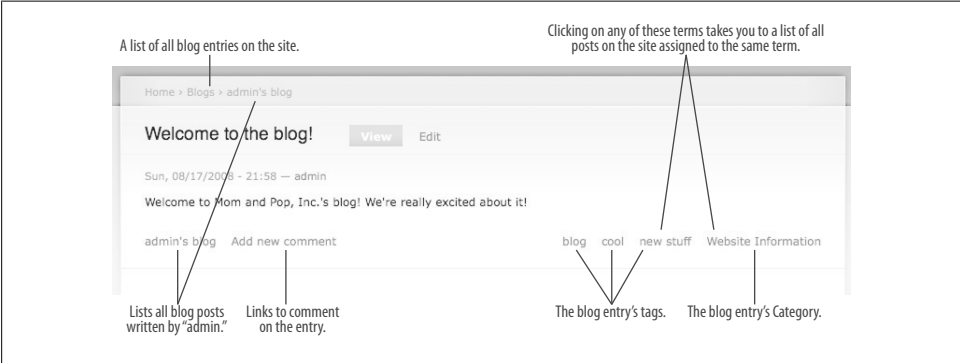 A list of all blog entries on the site.
Clicking on any of these terms takes you to a list of all
posts on the site assigned to the same term.
Home › Blogs › admin's blog
Welcome to the blog!
View
Edit
Sun, 08/17/2008 - 21:58 — admin
Welcome to Mom and Pop, Inc.'s blog! We're really excited about it!
admin's blog
Add new comment
blog
cool
new stuff
Website Information
Lists all blog posts
written by “admin.”
Links to comment
on the entry.
The blog entry’s tags.
The blog entry’s Category.